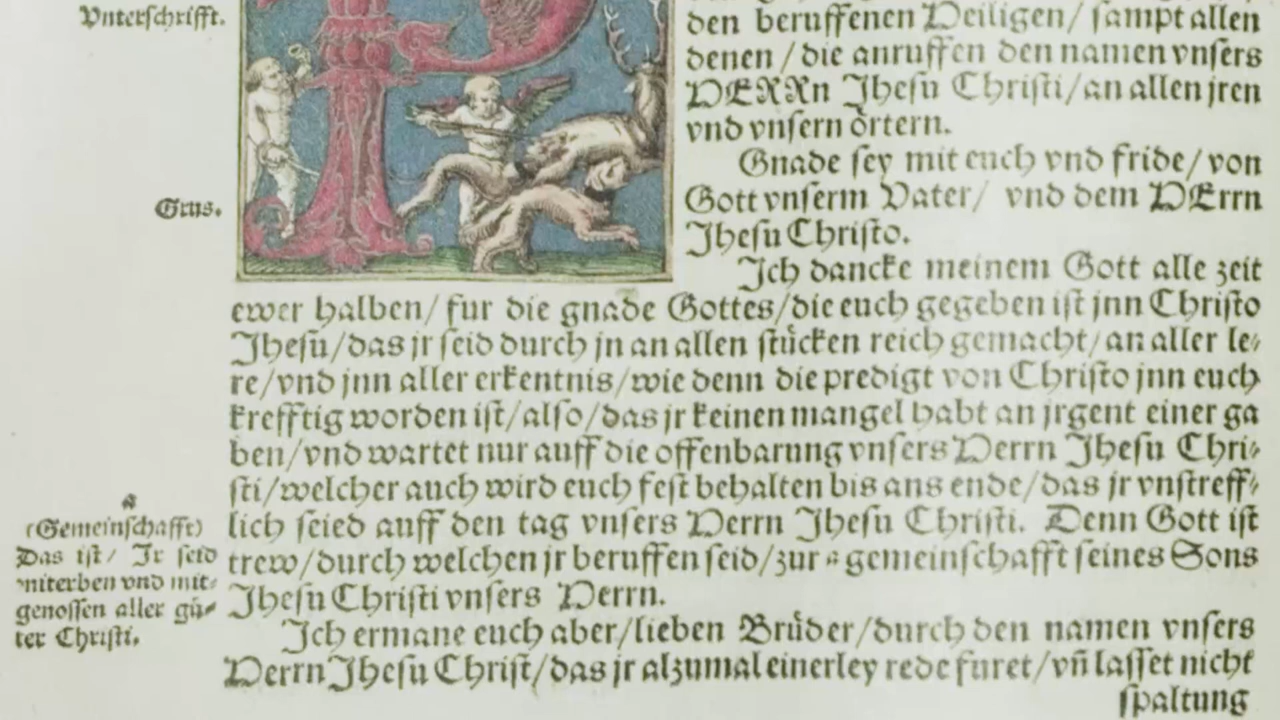 Vnterschrifft.
den beruffenen Heiligen/ sampt allen
denen/die anruffen den namen vnsers
HERRn Jhesu Christi/an allen jren
vnd vnsern örtern.
Gnade sey mit euch vnd fride/von
Gott vnserm Vater/ vnd dem HErrn
Jhesu Christo.
Grus.
Ich dancke meinem Gott alle zeit
ewer halben/fur die gnade Gottes/die euch gegeben ist jnn Christo
Jhesu/das jr seid durch jn an allen stücken reich gemacht/an aller le-
re/vnd jnn aller erkentnis/wie denn die predigt von Christo jnn euch
krefftig worden ist/also/das jr keinen mangel habt an jrgent einer ga
ben/vnd wartet nur auff die offenbarung vnsers Herrn Jhesu Chri-
sti/welcher auch wird euch fest behalten bis ans ende/das jr vnstreff-
lich seied auff den tag vnsers Herrn Jhesu Christi. Denn Gott ist
trew/durch welchen jr beruffen seid/zur a gemeinschafft seines Sons
Jhesu Christi vnsers Herrn.
a
(Gemeinschafft)
Das ist/ Ir seid
miterben vnd mit-
genossen aller gü-
ter Christi.
Ich ermane euch aber/lieben Brüder/durch den namen vnsers
Herrn Jhesu Christ/das jr alzumal einerley rede furet/vñ lasset nicht
spaltung